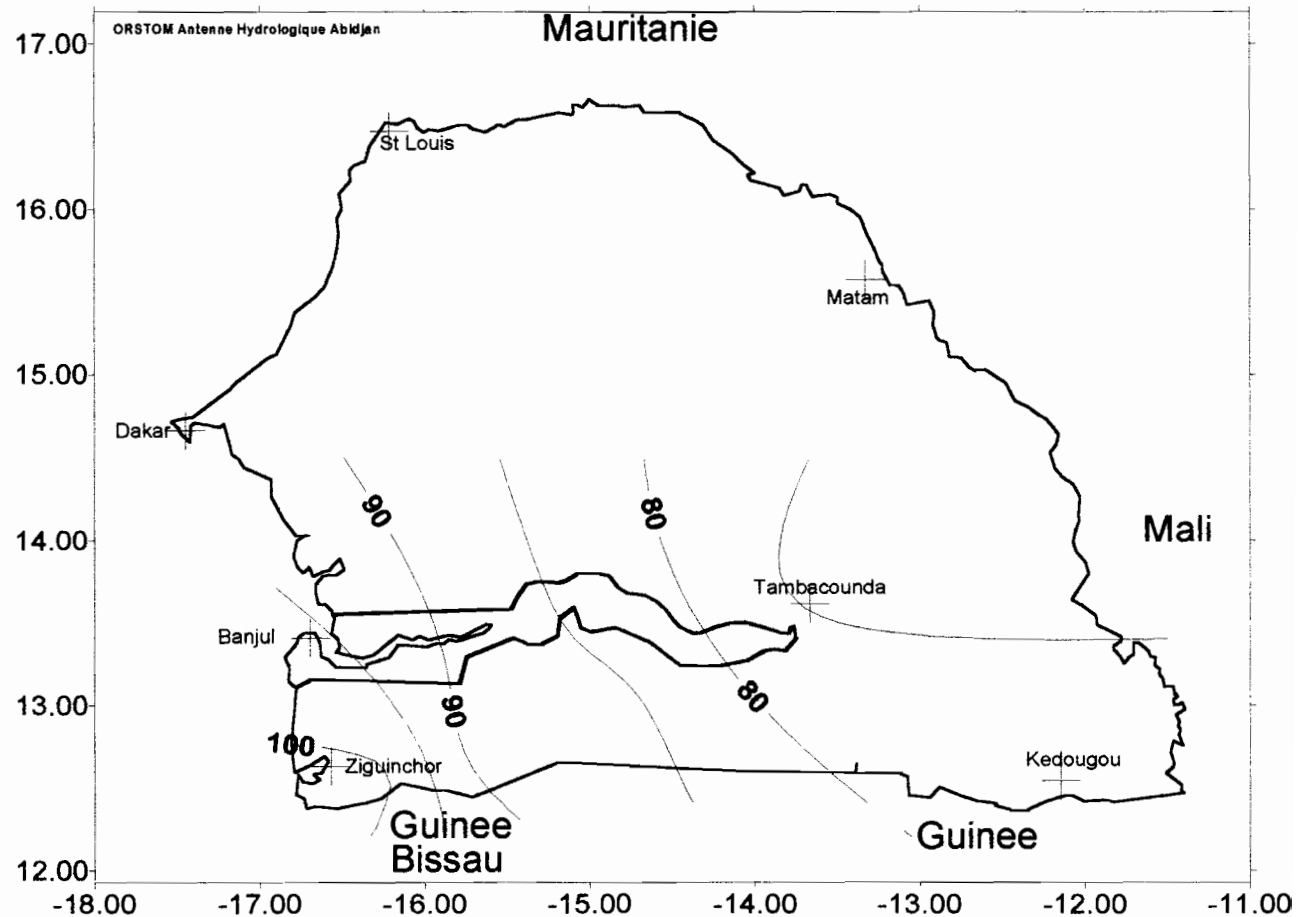 ORSTOM Antenne Hydrologique Abidjan
Mauritanie
17.00
St Louis
16.00
Matam
15.00
Dakar
90
80
14.00
Mali
Tambacounda
Banjul
13.00
90
80
100
Ziguinchor
Kedougou
Guinee
Bissau
Guinee
12.00
-18.00 -17.00 -16.00 -15.00 -14.00 -13.00 -12.00 -11.00